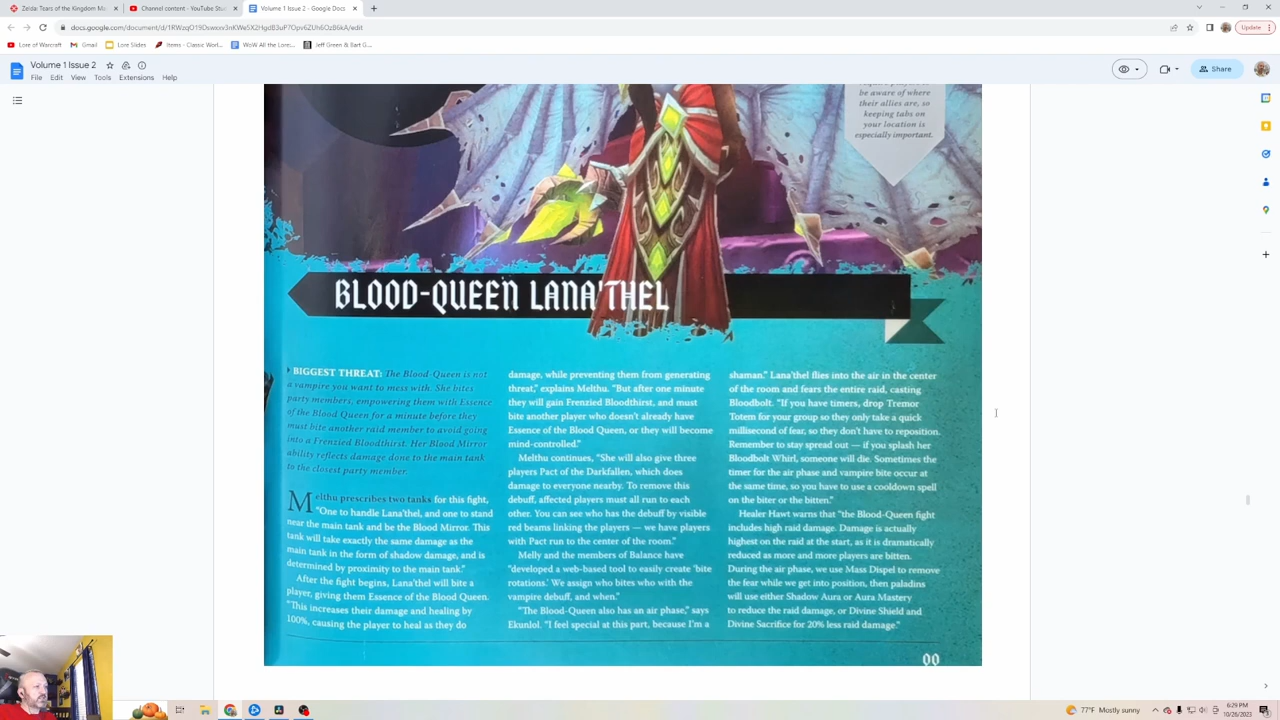 Zelda: Tears of the Kingdom Ma
Channel content - YouTube Stu
Volume 1 Issue 2 - Google Docs
Update
Lore of Warcraft
Gmail
Lore Slides
Items - Classic Worl...
WoW All the Lore:...
Jeff Green & Bart G...
Volume 1 Issue 2
File Edit View Tools Extensions Help
Share
be aware of where
their allies are, so
keeping tabs on
your location is
especially important.
BLOOD-QUEEN LANA'THEL
BIGGEST THREAT: The Blood-Queen is not
a vampire you want to mess with. She bites
party members, empowering them with Essence
of the Blood Queen for a minute before they
must bite another raid member to avoid going
into a Frenzied Bloodthirst. Her Blood Mirror
ability reflects damage done to the main tank
to the closest party member.
Melthu prescribes two tanks for this fight,
"One to handle Lana'thel, and one to stand
near the main tank and be the Blood Mirror. This
tank will take exactly the same damage as the
main tank in the form of shadow damage, and is
determined by proximity to the main tank."
After the fight begins, Lana'thel will bite a
player, giving them Essence of the Blood Queen.
"This increases their damage and healing by
100%, causing the player to heal as they do
damage, while preventing them from generating
threat," explains Melthu. "But after one minute
they will gain Frenzied Bloodthirst, and must
bite another player who doesn't already have
Essence of the Blood Queen, or they will become
mind-controlled."
Melthu continues, "She will also give three
players Pact of the Darkfallen, which does
damage to everyone nearby. To remove this
debuff, affected players must all run to each
other. You can see who has the debuff by visible
red beams linking the players — we have players
with Pact run to the center of the room."
Melly and the members of Balance have
"developed a web-based tool to easily create 'bite
rotations.' We assign who bites who with the
vampire debuff, and when."
"The Blood-Queen also has an air phase," says
Ekunlol. "I feel special at this part, because I'm a
shaman." Lana'thel flies into the air in the center
of the room and fears the entire raid, casting
Bloodbolt. "If you have timers, drop Tremor
Totem for your group so they only take a quick
millisecond of fear, so they don't have to reposition.
Remember to stay spread out — if you splash her
Bloodbolt Whirl, someone will die. Sometimes the
timer for the air phase and vampire bite occur at
the same time, so you have to use a cooldown spell
on the biter or the bitten."
Healer Hawt warns that "the Blood-Queen fight
includes high raid damage. Damage is actually
highest on the raid at the start, as it is dramatically
reduced as more and more players are bitten.
During the air phase, we use Mass Dispel to remove
the fear while we get into position, then paladins
will use either Shadow Aura or Aura Mastery
to reduce the raid damage, or Divine Shield and
Divine Sacrifice for 20% less raid damage."
00
77°F Mostly sunny
6:29 PM
10/26/2023